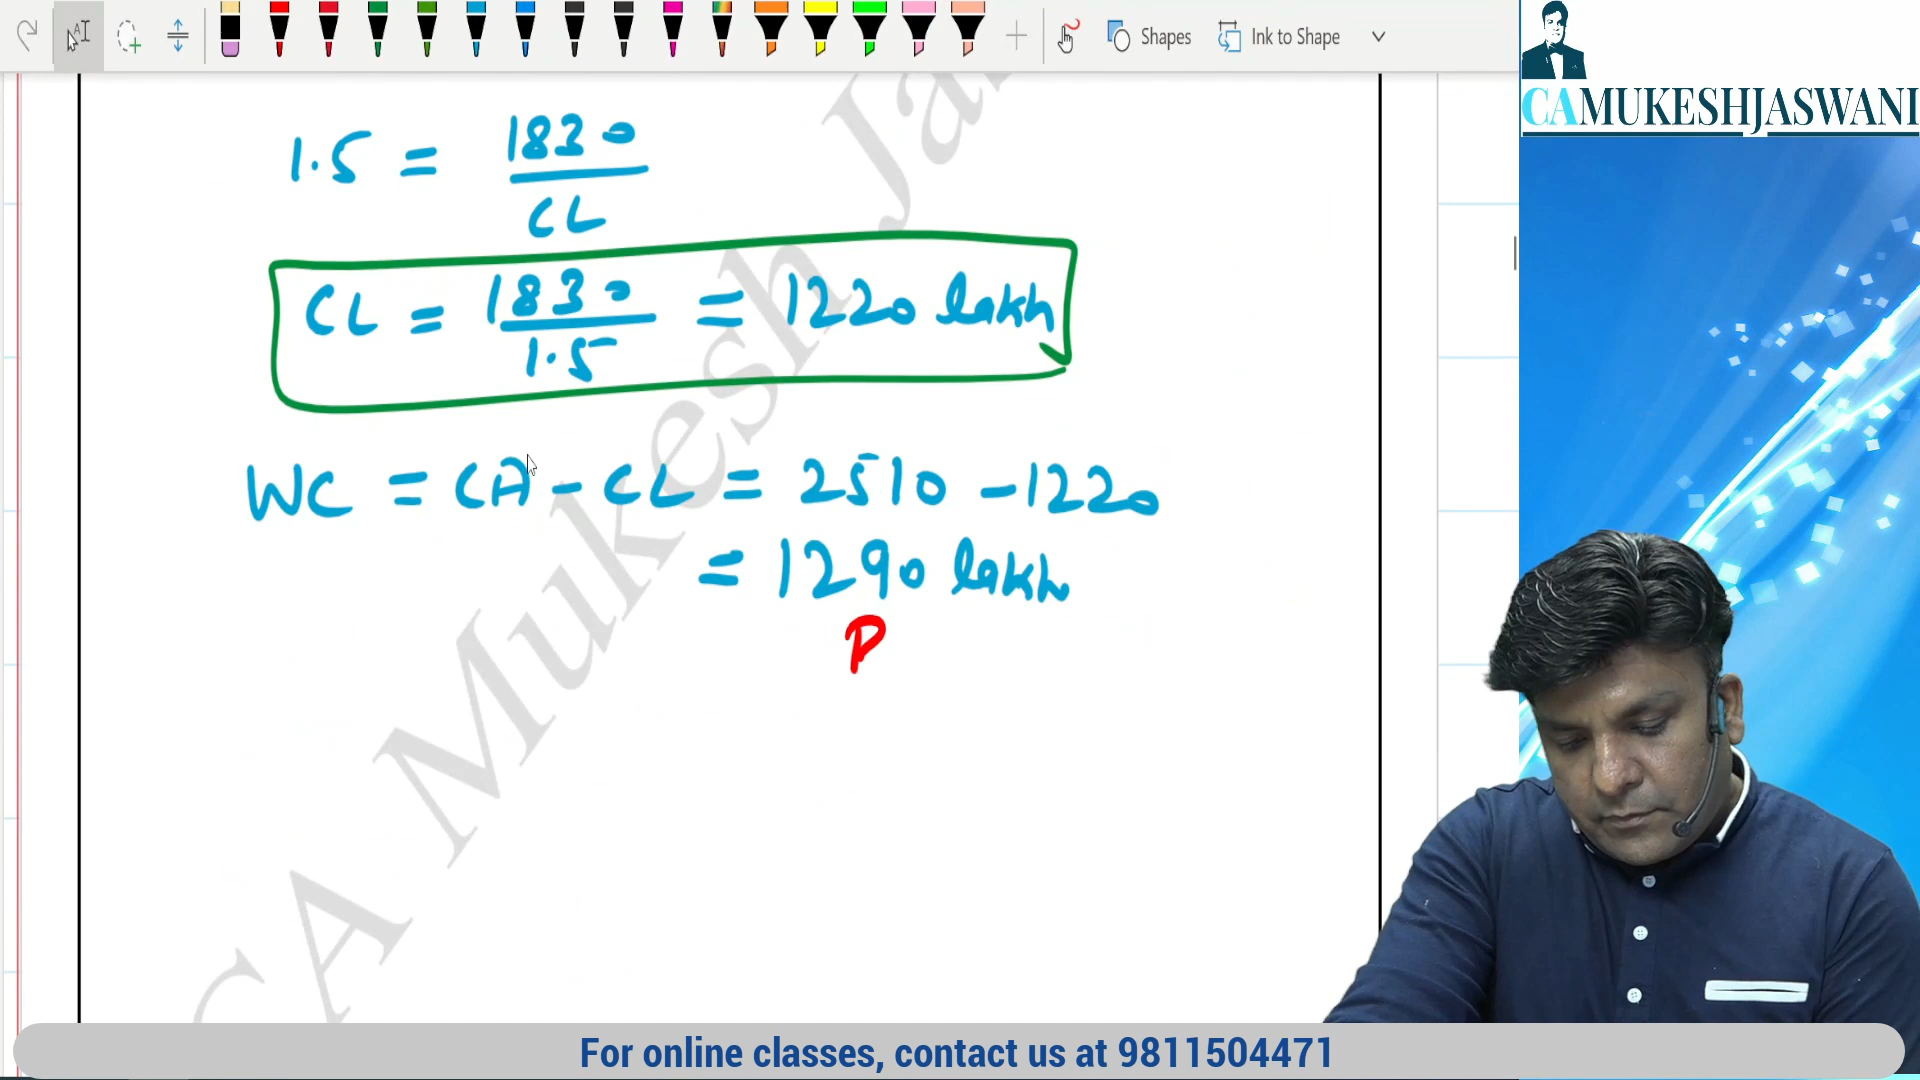 Shapes
Ink to Shape
CAMUKESHJASWANI
1.5 = 1830
CL
CL = 1830 = 1220 lakh
1.5
WC = CA - CL = 2510 - 1220
= 1290 lakh
P
CA Mukesh Ja
For online classes, contact us at 9811504471